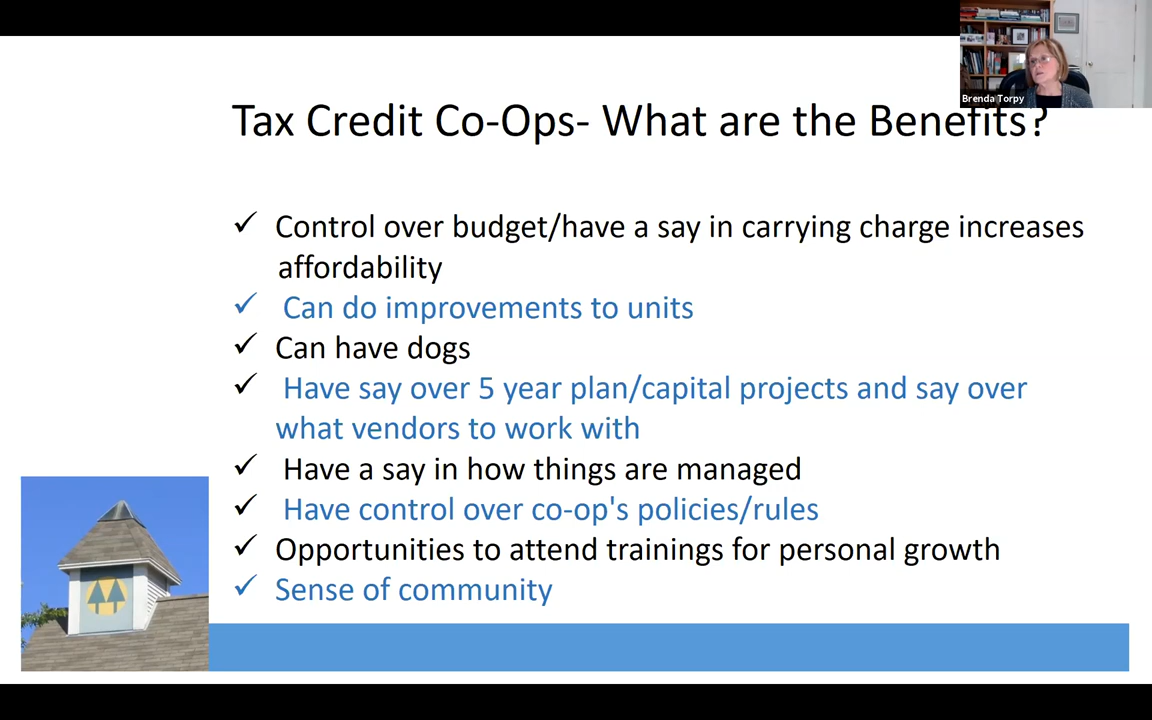 Brenda Torpy
Tax Credit Co-Ops- What are the Benefits?
✓ Control over budget/have a say in carrying charge increases
affordability
✓ Can do improvements to units
✓ Can have dogs
✓ Have say over 5 year plan/capital projects and say over
what vendors to work with
✓ Have a say in how things are managed
✓ Have control over co-op's policies/rules
✓ Opportunities to attend trainings for personal growth
✓ Sense of community